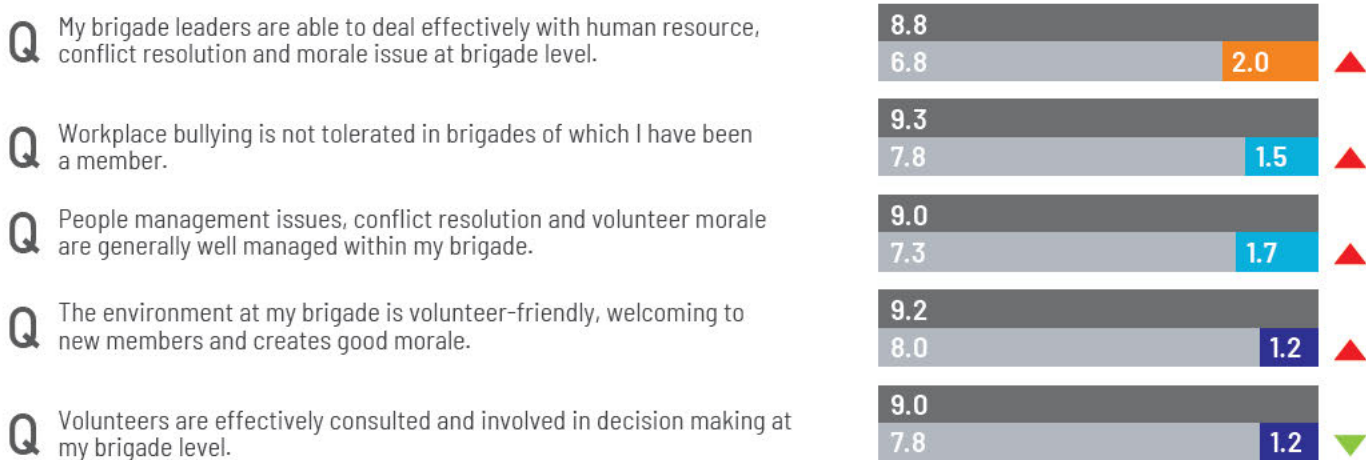 Q My brigade leaders are able to deal effectively with human resource,
conflict resolution and morale issue at brigade level.
8.8
6.8 2.0
Q Workplace bullying is not tolerated in brigades of which I have been
a member.
9.3
7.8 1.5
Q People management issues, conflict resolution and volunteer morale
are generally well managed within my brigade.
9.0
7.3 1.7
Q The environment at my brigade is volunteer-friendly, welcoming to
new members and creates good morale.
9.2
8.0 1.2
Q Volunteers are effectively consulted and involved in decision making at
my brigade level.
9.0
7.8 1.2